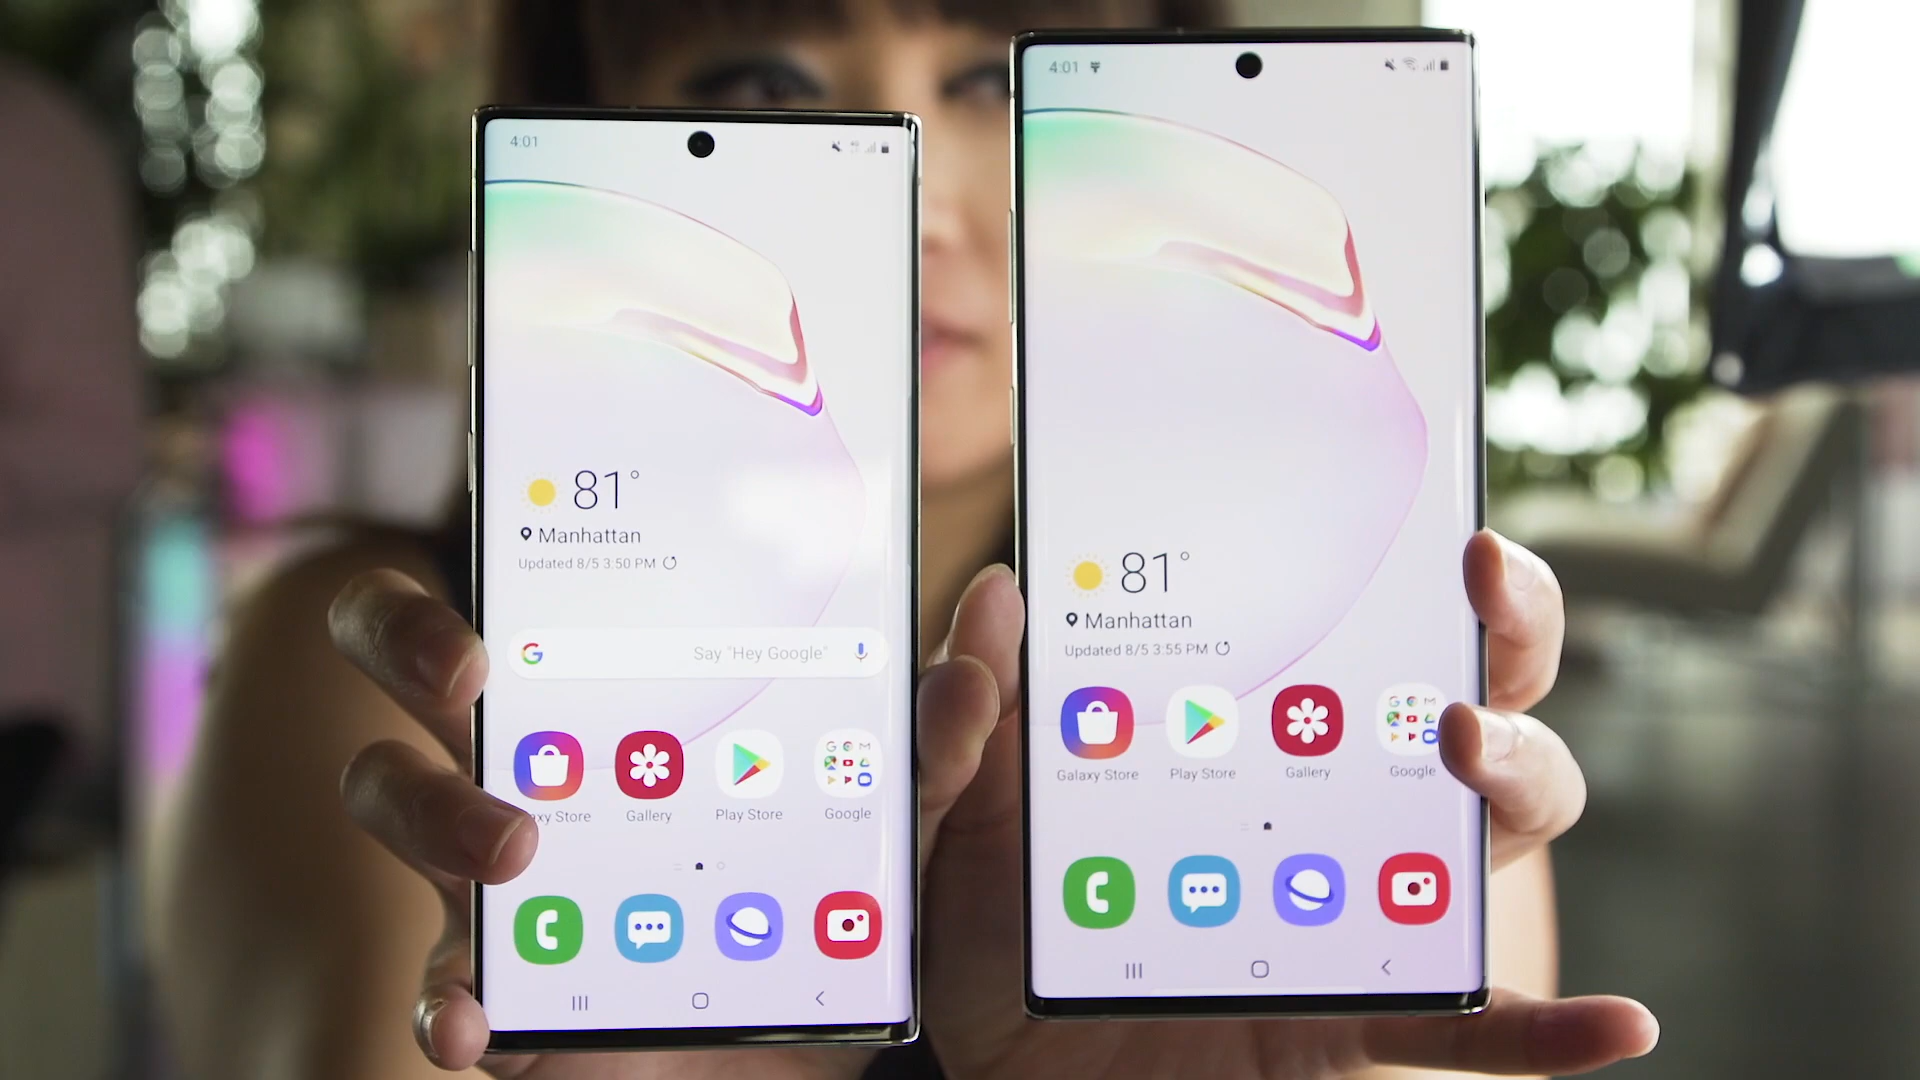 4:01
81°
Manhattan
Updated 8/5 3:50 PM
Say "Hey Google"
xy Store
Gallery
Play Store
Google
4:01
81°
Manhattan
Updated 8/5 3:55 PM
Galaxy Store
Play Store
Gallery
Google